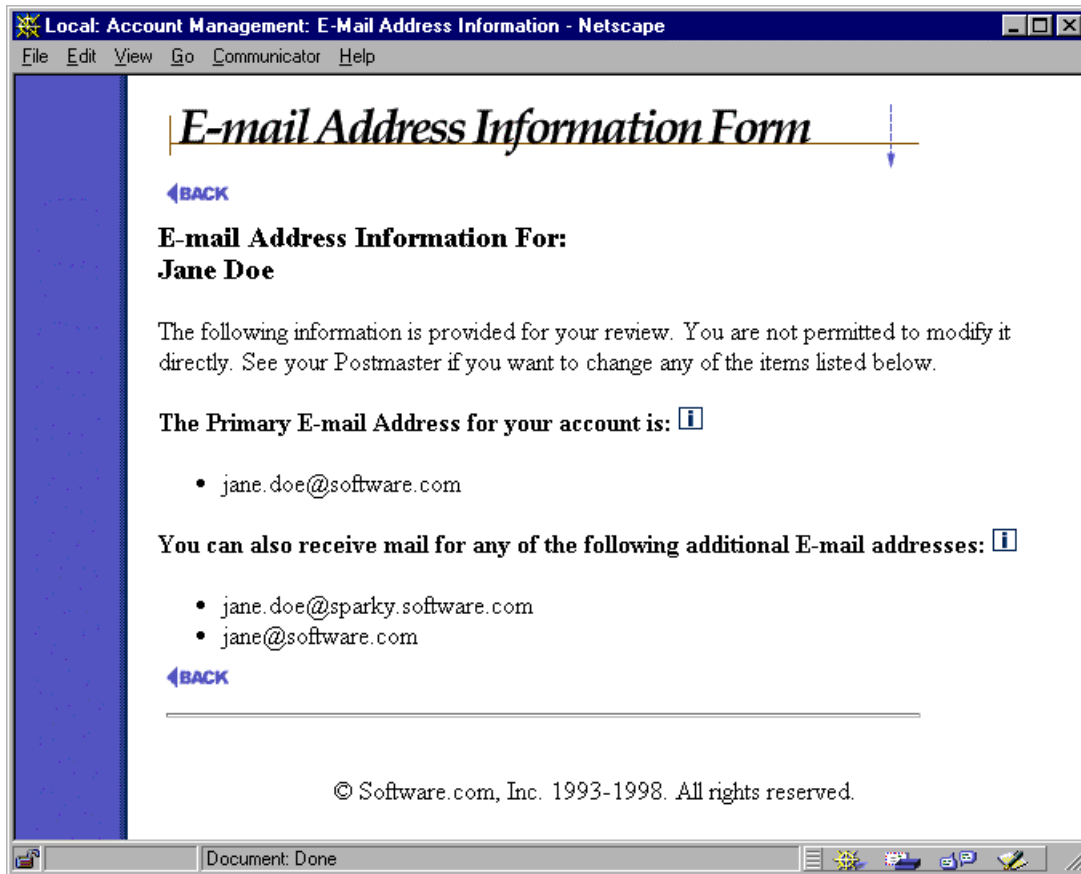 Local: Account Management: E-Mail Address Information - Netscape
File Edit View Go Communicator Help
E-mail Address Information Form
BACK
E-mail Address Information For:
Jane Doe
The following information is provided for your review. You are not permitted to modify it
directly. See your Postmaster if you want to change any of the items listed below.
The Primary E-mail Address for your account is: i
• jane.doe@software.com
You can also receive mail for any of the following additional E-mail addresses: i
• jane.doe@sparky.software.com
• jane@software.com
BACK
© Software.com, Inc. 1993-1998. All rights reserved.
Document: Done